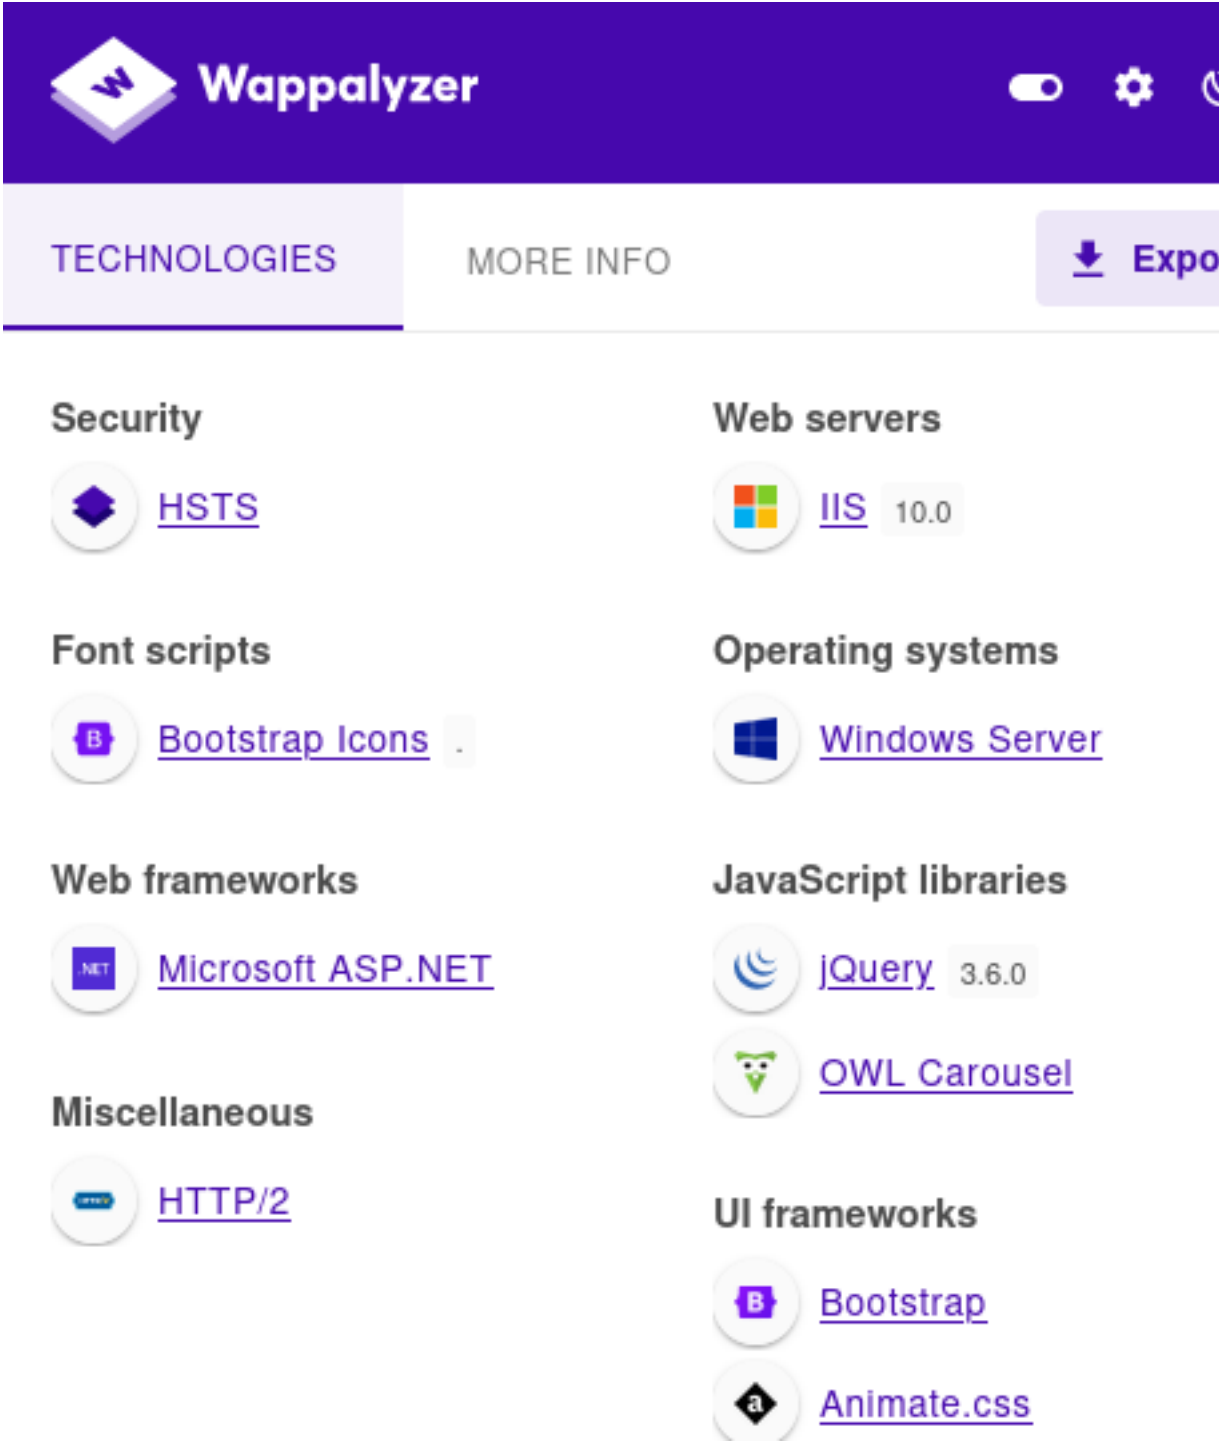 Wappalyzer
TECHNOLOGIES
MORE INFO
Expo
Security
HSTS
Font scripts
Bootstrap Icons .
Web frameworks
Microsoft ASP.NET
Miscellaneous
HTTP/2
Web servers
IIS 10.0
Operating systems
Windows Server
JavaScript libraries
jQuery 3.6.0
OWL Carousel
UI frameworks
Bootstrap
Animate.css